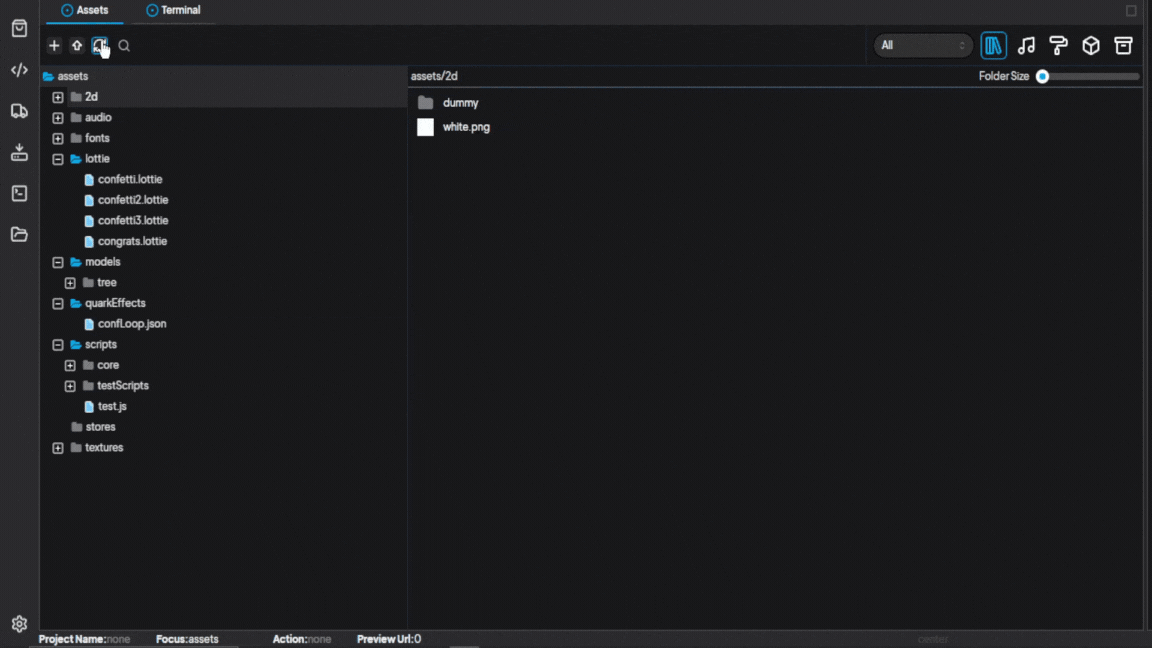 Assets Terminal
All
assets
assets/2d
Folder Size
2d
dummy
audio
white.png
fonts
lottie
confetti.lottie
confetti2.lottie
confetti3.lottie
congrats.lottie
models
tree
quarkEffects
confLoop.json
scripts
core
testScripts
test.js
stores
textures
Project Name:none Focus:assets Action:none Preview Url:0 center